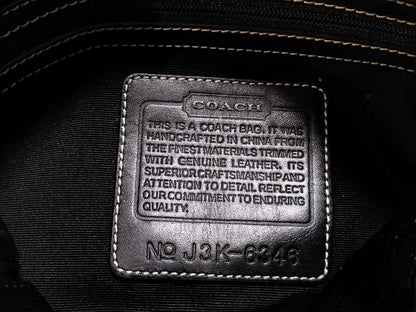 COACH
THIS IS A COACH BAG. IT WAS
HANDCRAFTED IN CHINA FROM
THE FINEST MATERIALS TRIMMED
WITH GENUINE LEATHER. ITS
SUPERIOR CRAFTSMANSHIP AND
ATTENTION TO DETAIL REFLECT
OUR COMMITMENT TO ENDURING
QUALITY.
No J3K-6346